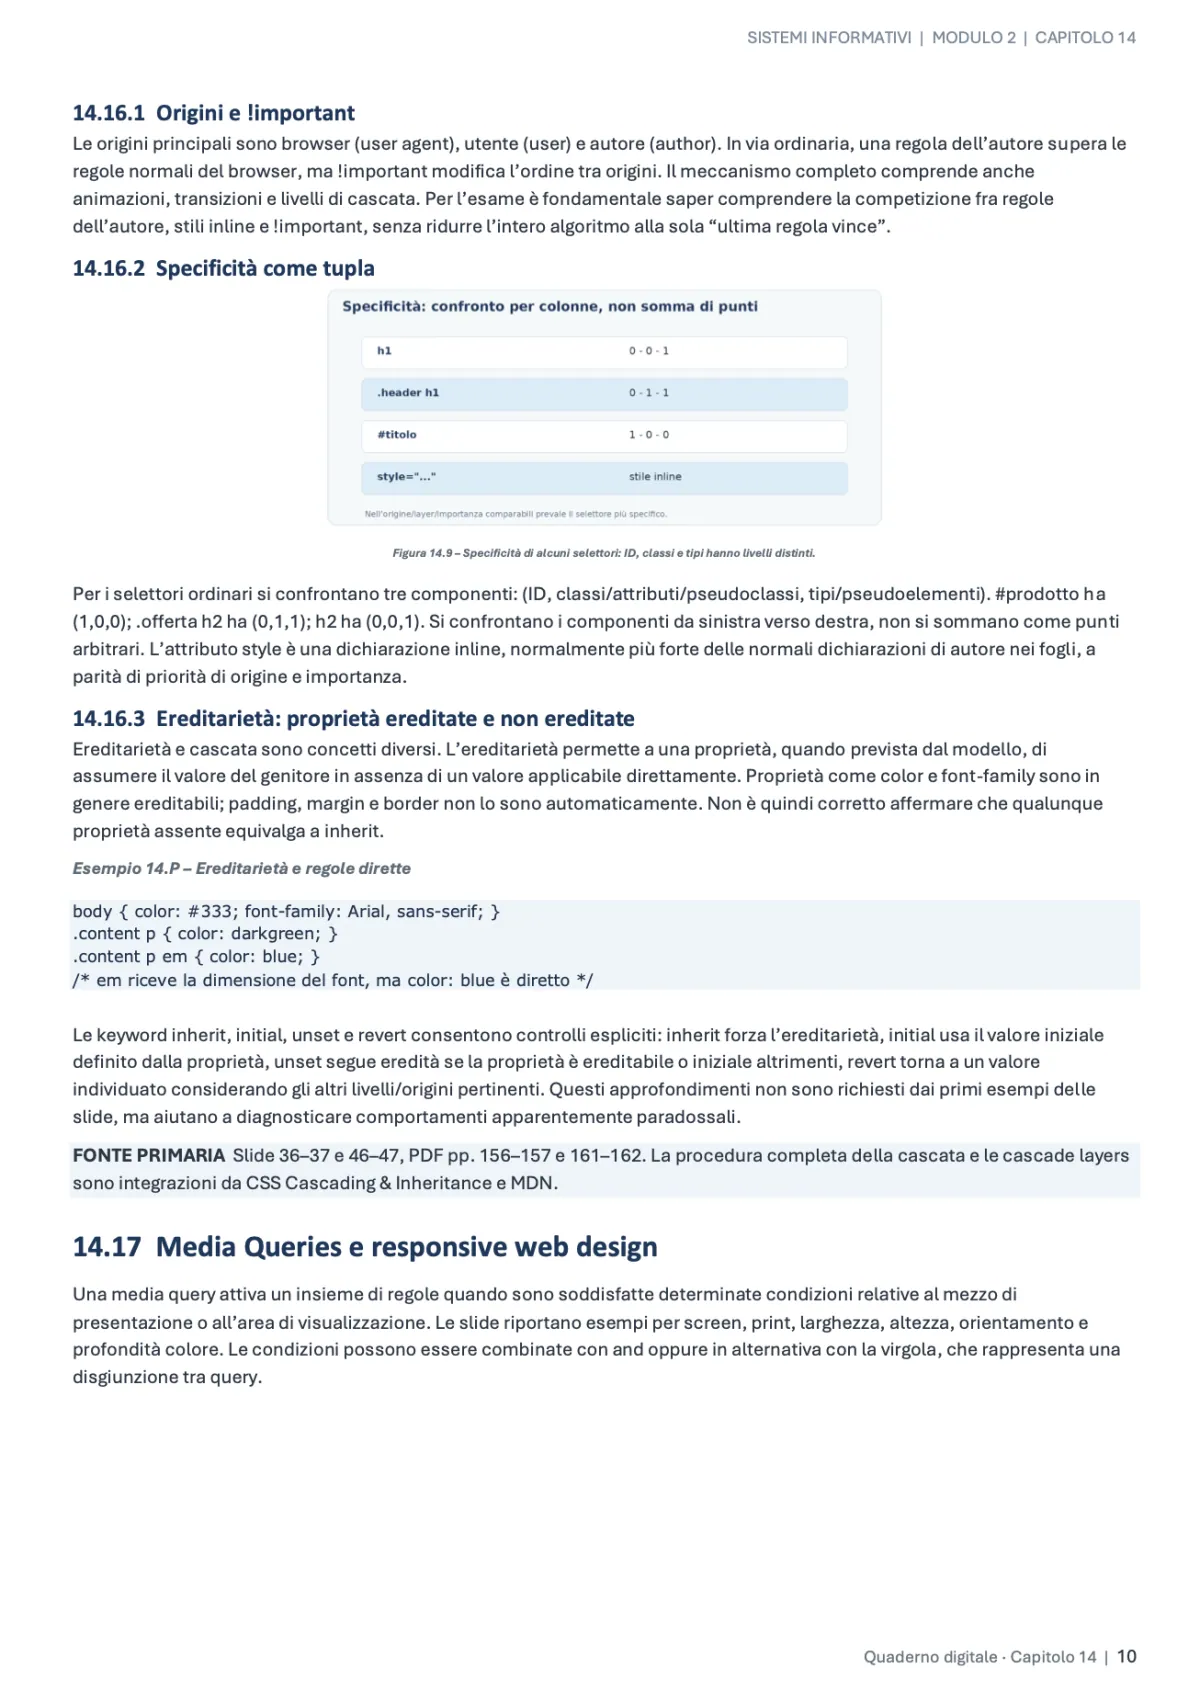 SISTEMI INFORMATIVI | MODULO 2 | CAPITOLO 14
14.16.1 Origini e !important
Le origini principali sono browser (user agent), utente (user) e autore (author). In via ordinaria, una regola dell’autore supera le
regole normali del browser, ma !important modifica l’ordine tra origini. Il meccanismo completo comprende anche
animazioni, transizioni e livelli di cascata. Per l’esame è fondamentale saper comprendere la competizione fra regole
dell’autore, stili inline e !important, senza ridurre l’intero algoritmo alla sola “ultima regola vince”.
14.16.2 Specificità come tupla
Specificità: confronto per colonne, non somma di punti
h1 0 - 0 - 1
.header h1 0 - 1 - 1
#titolo 1 - 0 - 0
style="..." stile inline
Nell'origine/layer/importanza comparabili prevale il selettore più specifico.
Figura 14.9 – Specificità di alcuni selettori: ID, classi e tipi hanno livelli distinti.
Per i selettori ordinari si confrontano tre componenti: (ID, classi/attributi/pseudoclassi, tipi/pseudoelementi). #prodotto ha
(1,0,0); .offerta h2 ha (0,1,1); h2 ha (0,0,1). Si confrontano i componenti da sinistra verso destra, non si sommano come punti
arbitrari. L’attributo style è una dichiarazione inline, normalmente più forte delle normali dichiarazioni di autore nei fogli, a
parità di priorità di origine e importanza.
14.16.3 Ereditarietà: proprietà ereditate e non ereditate
Ereditarietà e cascata sono concetti diversi. L’ereditarietà permette a una proprietà, quando prevista dal modello, di
assumere il valore del genitore in assenza di un valore applicabile direttamente. Proprietà come color e font-family sono in
genere ereditabili; padding, margin e border non lo sono automaticamente. Non è quindi corretto affermare che qualunque
proprietà assente equivalga a inherit.
Esempio 14.P – Ereditarietà e regole dirette
body { color: #333; font-family: Arial, sans-serif; }
.content p { color: darkgreen; }
.content p em { color: blue; }
/* em riceve la dimensione del font, ma color: blue è diretto */
Le keyword inherit, initial, unset e revert consentono controlli espliciti: inherit forza l’ereditarietà, initial usa il valore iniziale
definito dalla proprietà, unset segue eredità se la proprietà è ereditabile o iniziale altrimenti, revert torna a un valore
individuato considerando gli altri livelli/origini pertinenti. Questi approfondimenti non sono richiesti dai primi esempi delle
slide, ma aiutano a diagnosticare comportamenti apparentemente paradossali.
FONTE PRIMARIA Slide 36–37 e 46–47, PDF pp. 156–157 e 161–162. La procedura completa della cascata e le cascade layers
sono integrazioni da CSS Cascading & Inheritance e MDN.
14.17 Media Queries e responsive web design
Una media query attiva un insieme di regole quando sono soddisfatte determinate condizioni relative al mezzo di
presentazione o all’area di visualizzazione. Le slide riportano esempi per screen, print, larghezza, altezza, orientamento e
profondità colore. Le condizioni possono essere combinate con and oppure in alternativa con la virgola, che rappresenta una
disgiunzione tra query.
Quaderno digitale · Capitolo 14 | 10